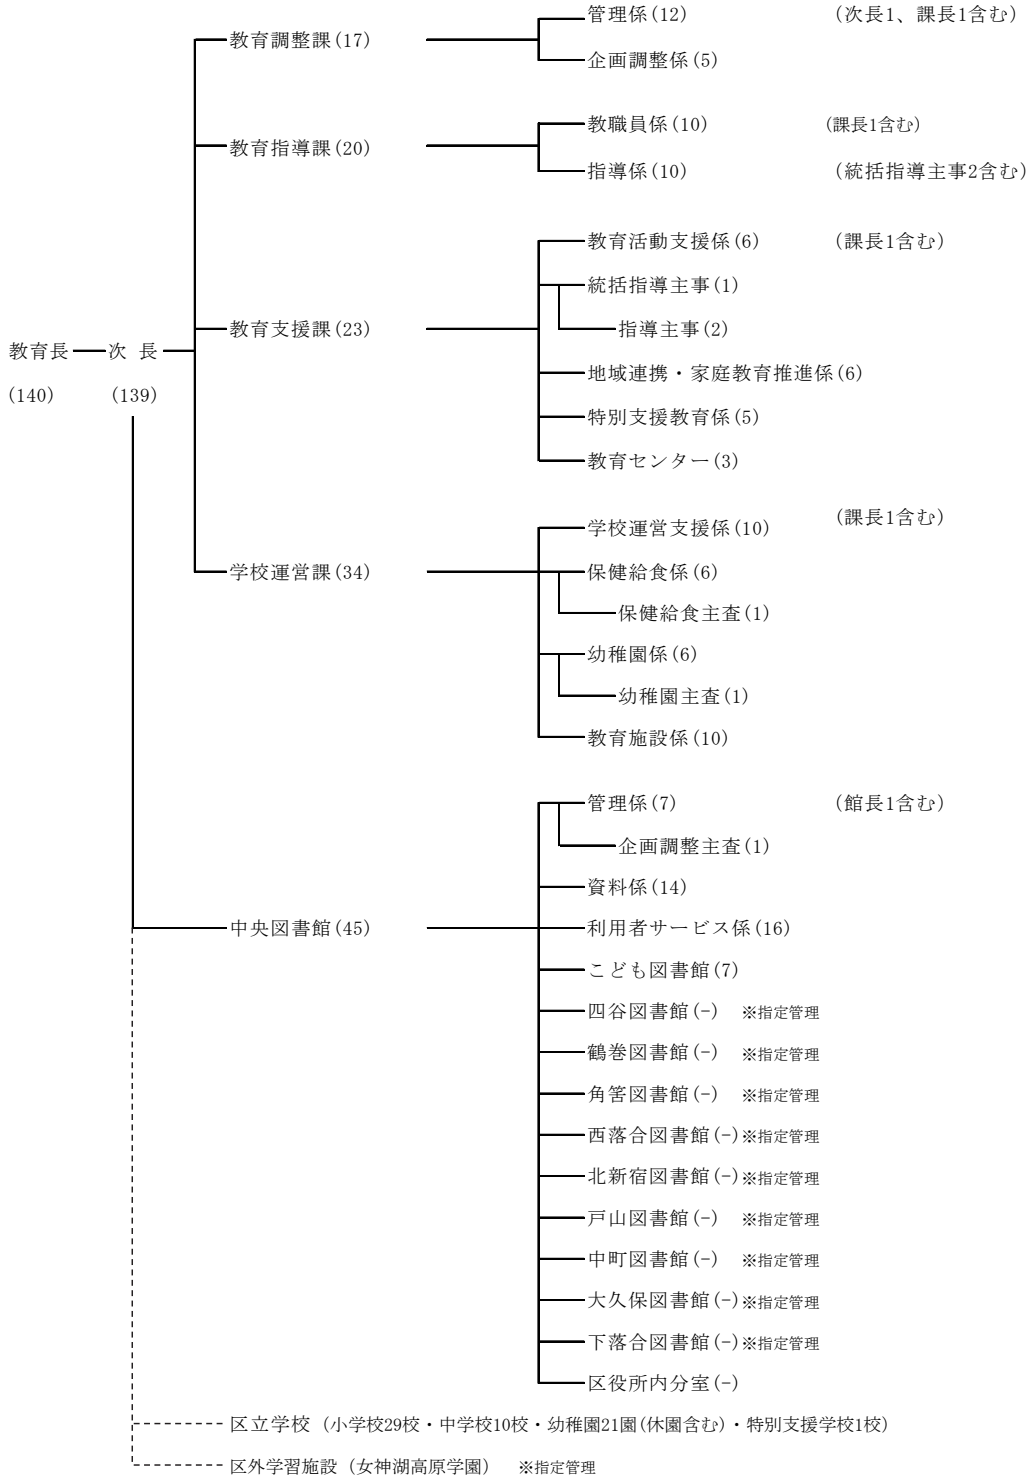 管理係(12) (次長1、課長1含む)
教育調整課(17)
企画調整係(5)
教職員係(10) (課長1含む)
教育指導課(20)
指導係(10) (統括指導主事2含む)
教育活動支援係(6) (課長1含む)
統括指導主事(1)
教育支援課(23) 指導主事(2)
教育長 次 長
地域連携・家庭教育推進係(6)
(140) (139)
特別支援教育係(5)
教育センター(3)
学校運営支援係(10) (課長1含む)
学校運営課(34) 保健給食係(6)
保健給食主査(1)
幼稚園係(6)
幼稚園主査(1)
教育施設係(10)
管理係(7) (館長1含む)
企画調整主査(1)
資料係(14)
中央図書館(45) 利用者サービス係(16)
こども図書館(7)
四谷図書館(-) ※指定管理
鶴巻図書館(-) ※指定管理
角筈図書館(-) ※指定管理
西落合図書館(-)※指定管理
北新宿図書館(-)※指定管理
戸山図書館(-) ※指定管理
中町図書館(-) ※指定管理
大久保図書館(-)※指定管理
下落合図書館(-)※指定管理
区役所内分室(-)
区立学校 (小学校29校・中学校10校・幼稚園21園(休園含む)・特別支援学校1校)
区外学習施設 (女神湖高原学園) ※指定管理